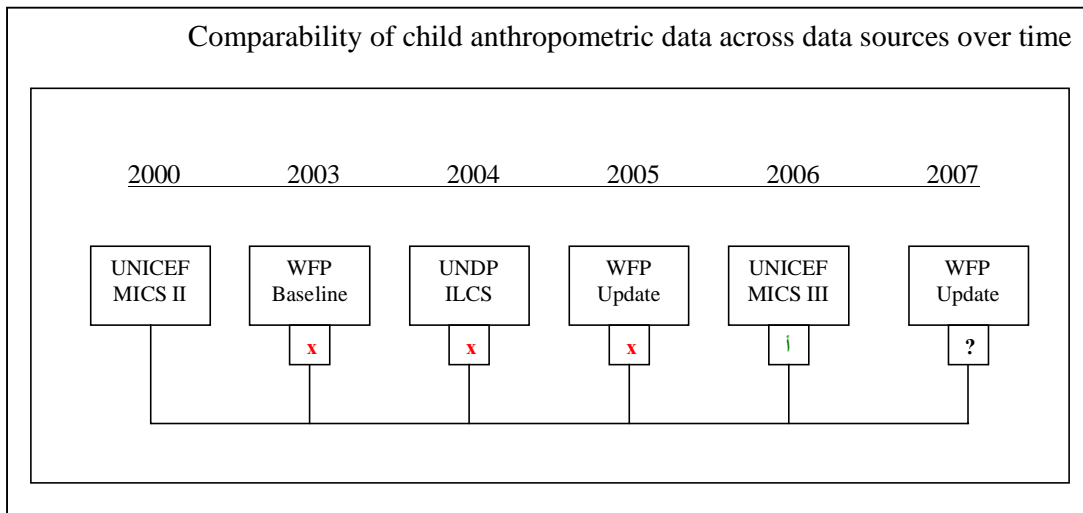 Comparability of child anthropometric data across data sources over time
2000 2003 2004 2005 2006 2007
UNICEF MICS II
WFP Baseline
UNDP ILCS
WFP Update
UNICEF MICS III
WFP Update
x x x أ ?